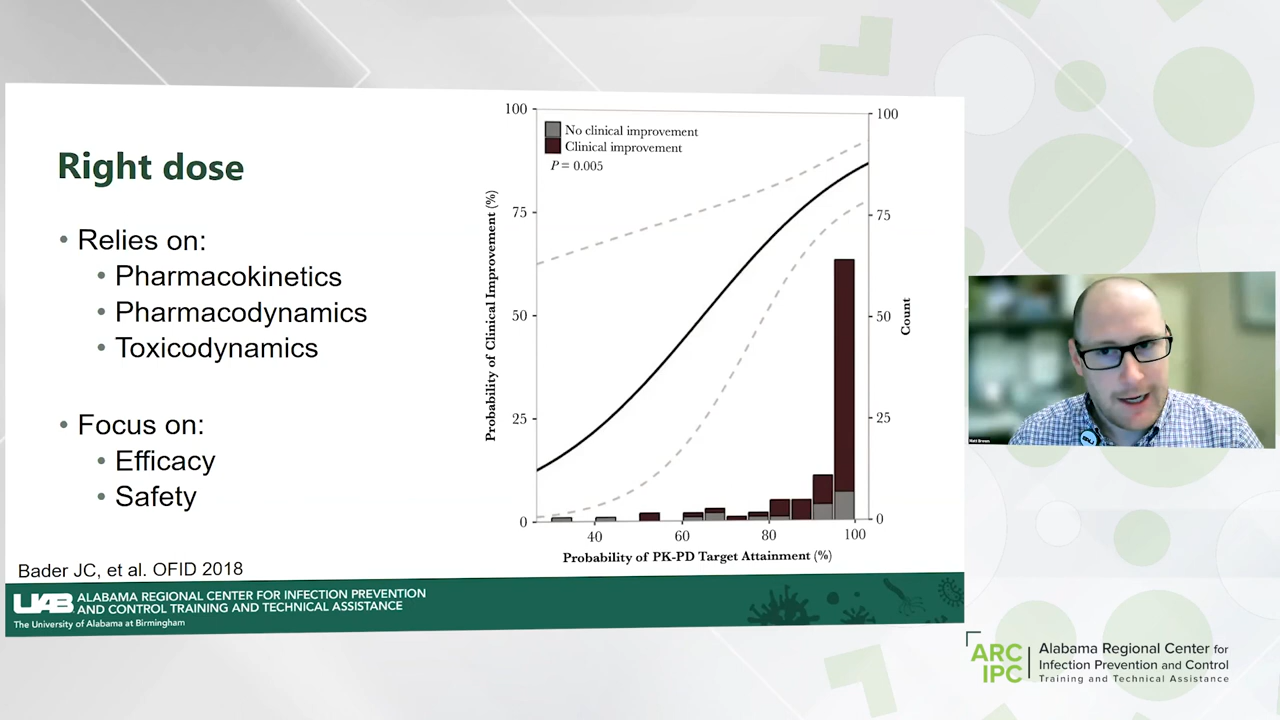 Right dose
• Relies on:
• Pharmacokinetics
• Pharmacodynamics
• Toxicodynamics
• Focus on:
• Efficacy
• Safety
Bader JC, et al. OFID 2018
100
75
50
25
0
Probability of Clinical Improvement (%)
No clinical improvement
Clinical improvement
P = 0.005
100
75
50
25
0
Count
40
60
80
100
Probability of PK-PD Target Attainment (%)
UAB
ALABAMA REGIONAL CENTER FOR INFECTION PREVENTION
AND CONTROL TRAINING AND TECHNICAL ASSISTANCE
The University of Alabama at Birmingham
Matt Brown
ARC
IPC
Alabama Regional Center for
Infection Prevention and Control
Training and Technical Assistance